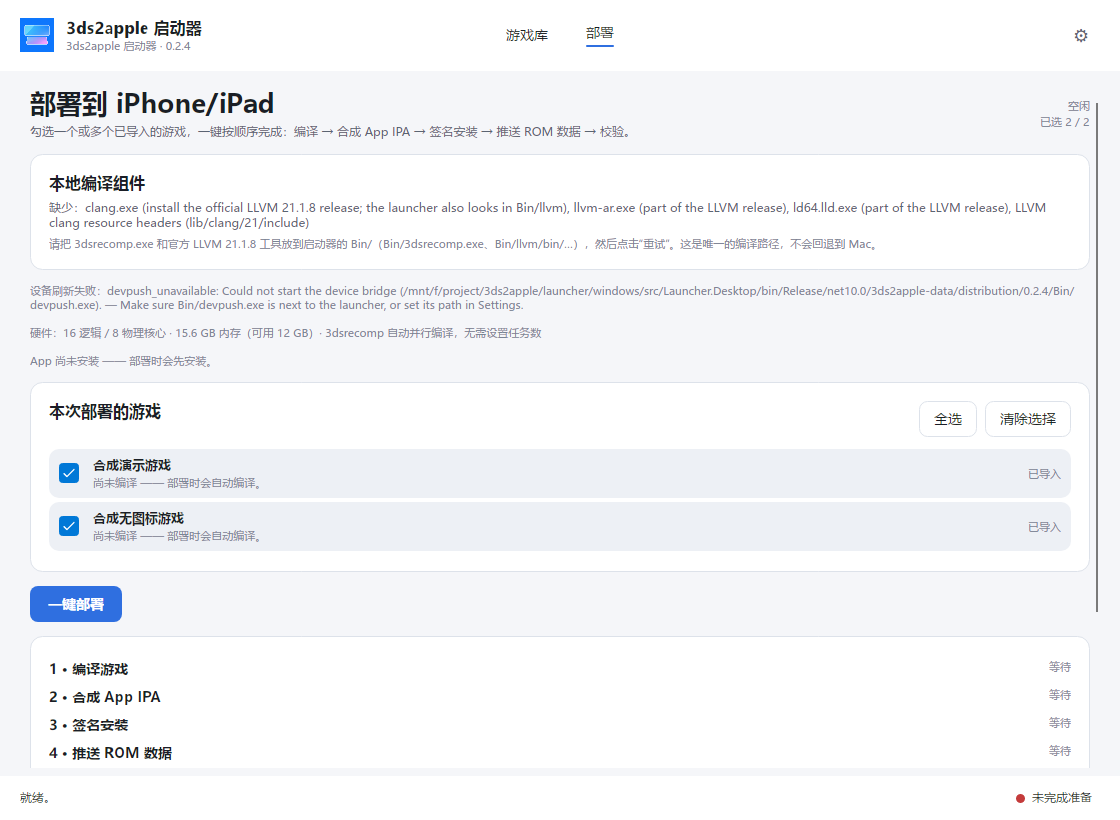 3ds2apple 启动器
3ds2apple 启动器 · 0.2.4
游戏库
部署
部署到 iPhone/iPad
勾选一个或多个已导入的游戏，一键按顺序完成：编译 → 合成 App IPA → 签名安装 → 推送 ROM 数据 → 校验。
空闲
已选 2 / 2
本地编译组件
缺少：clang.exe (install the official LLVM 21.1.8 release; the launcher also looks in Bin/llvm), llvm-ar.exe (part of the LLVM release), ld64.lld.exe (part of the LLVM release), LLVM
clang resource headers (lib/clang/21/include)
请把 3dsrecomp.exe 和官方 LLVM 21.1.8 工具放到启动器的 Bin/（Bin/3dsrecomp.exe、Bin/llvm/bin/...），然后点击“重试”。这是唯一的编译路径，不会回退到 Mac。
设备刷新失败：devpush_unavailable: Could not start the device bridge (/mnt/f/project/3ds2apple/launcher/windows/src/Launcher.Desktop/bin/Release/net10.0/3ds2apple-data/distribution/0.2.4/Bin/
devpush.exe). — Make sure Bin/devpush.exe is next to the launcher, or set its path in Settings.
硬件：16 逻辑 / 8 物理核心 · 15.6 GB 内存（可用 12 GB）· 3dsrecomp 自动并行编译，无需设置任务数
App 尚未安装 —— 部署时会先安装。
本次部署的游戏
全选
清除选择
合成演示游戏
尚未编译 —— 部署时会自动编译。
已导入
合成无图标游戏
尚未编译 —— 部署时会自动编译。
已导入
一键部署
1 • 编译游戏
等待
2 • 合成 App IPA
等待
3 • 签名安装
等待
4 • 推送 ROM 数据
等待
就绪。
未完成准备